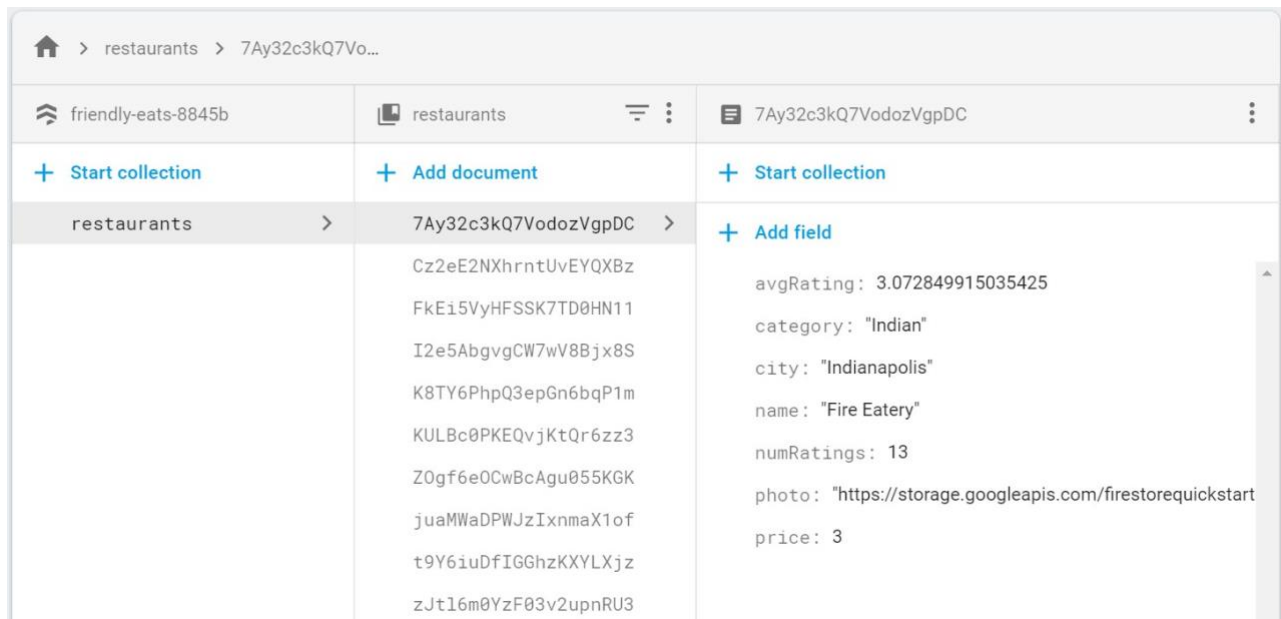 restaurants > 7Ay32c3kQ7Vo...
friendly-eats-8845b
restaurants
7Ay32c3kQ7VodozVgpDC
+ Start collection
+ Add document
+ Start collection
restaurants
7Ay32c3kQ7VodozVgpDC
Cz2eE2NXhrntUvEYQXBz
FkEi5VyHFSSK7TD0HN11
I2e5AbgvgCW7wV8Bjx8S
K8TY6PhpQ3epGn6bqP1m
KULBc0PKEQvjKtQr6zz3
ZOgf6eOCwBcAgu055KGK
juaMWaDPWJzIxnmaX1of
t9Y6iuDfIGGhzKXYLXjz
zJtl6m0YzF03v2upnRU3
+ Add field
avgRating: 3.072849915035425
category: "Indian"
city: "Indianapolis"
name: "Fire Eatery"
numRatings: 13
photo: "https://storage.googleapis.com/firestorequickstart
price: 3